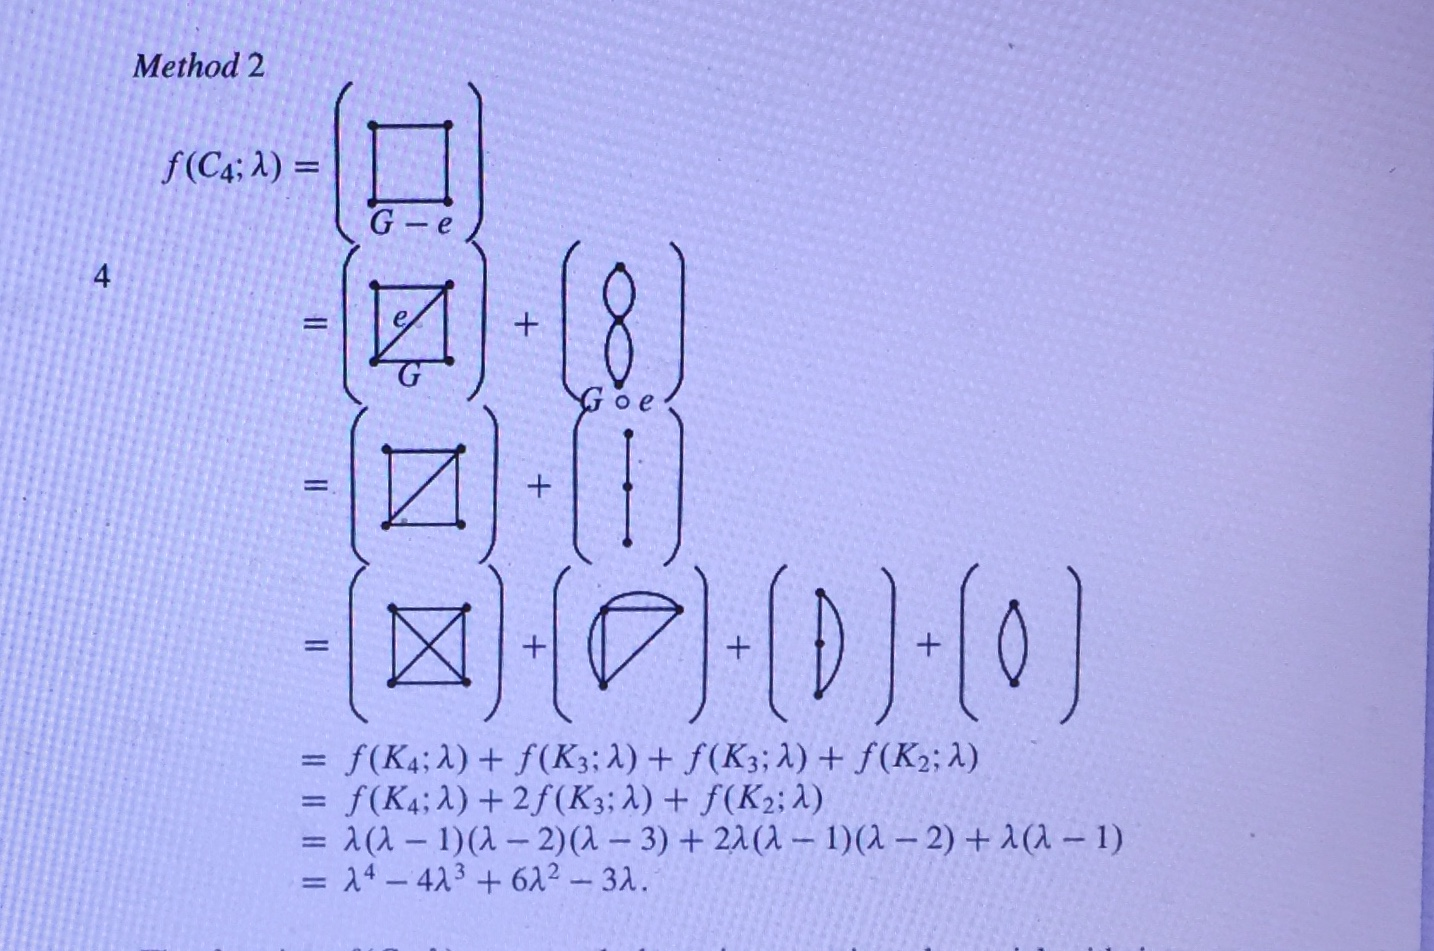 Method 2
f(C₄; λ) =
G − e
4
= e + 
G
G ∘ e
= +
= + + +
= f(K₄; λ) + f(K₃; λ) + f(K₃; λ) + f(K₂; λ)
= f(K₄; λ) + 2f(K₃; λ) + f(K₂; λ)
= λ(λ − 1)(λ − 2)(λ − 3) + 2λ(λ − 1)(λ − 2) + λ(λ − 1)
= λ⁴ − 4λ³ + 6λ² − 3λ.